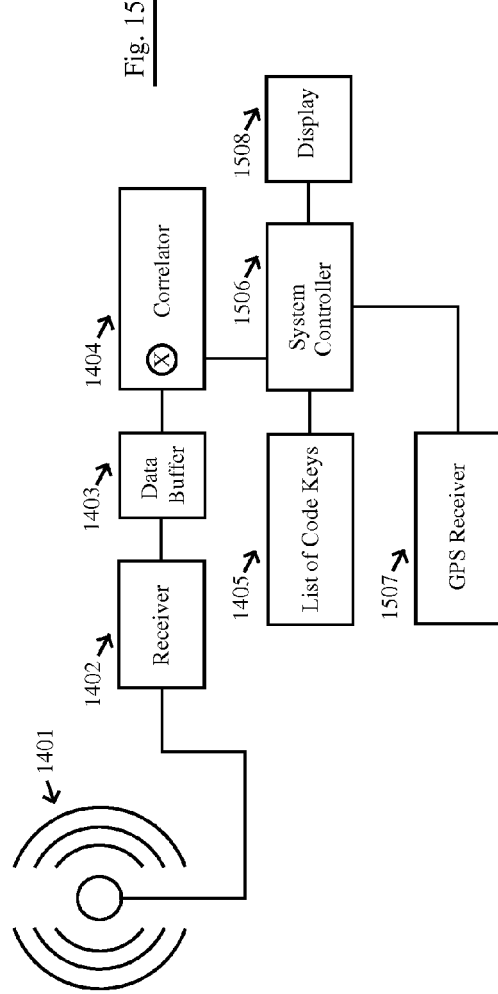 Fig. 15
1401
1402
Receiver
1403
Data
Buffer
1404
X
Correlator
1405
List of Code Keys
1506
System
Controller
1508
Display
1507
GPS Receiver